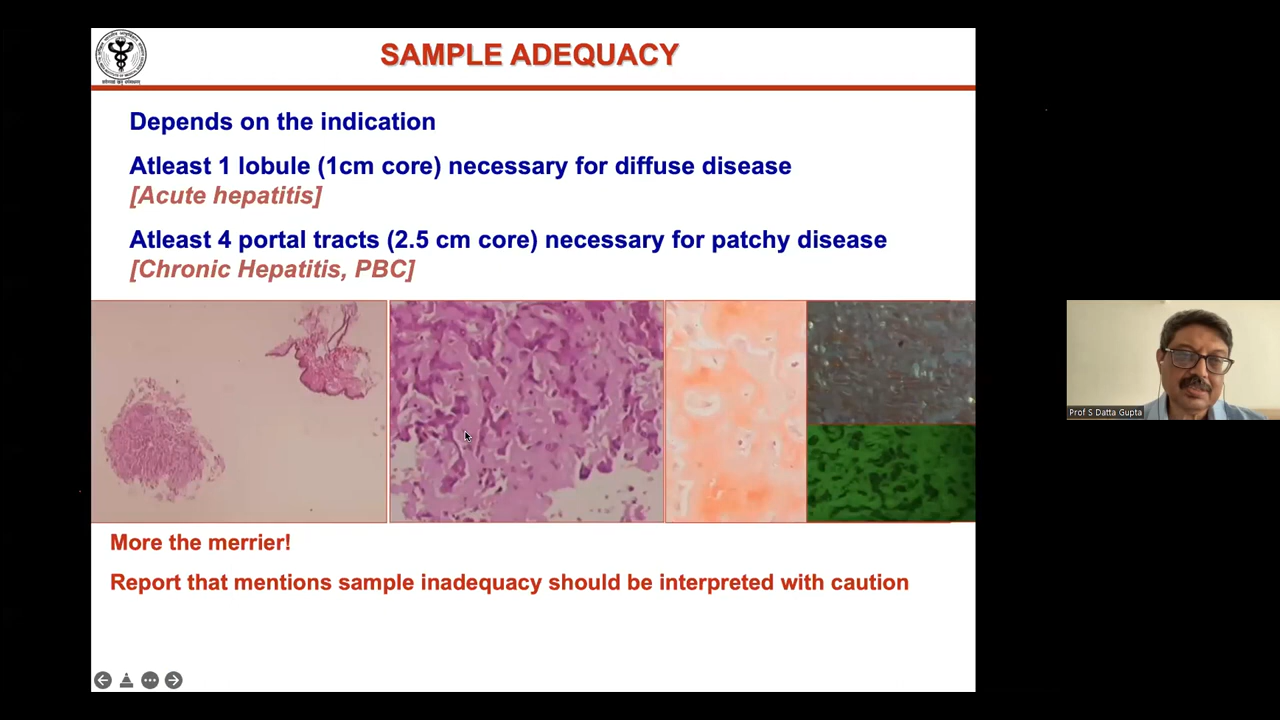 SAMPLE ADEQUACY
Depends on the indication
Atleast 1 lobule (1cm core) necessary for diffuse disease
[Acute hepatitis]
Atleast 4 portal tracts (2.5 cm core) necessary for patchy disease
[Chronic Hepatitis, PBC]
Prof S Datta Gupta
More the merrier!
Report that mentions sample inadequacy should be interpreted with caution